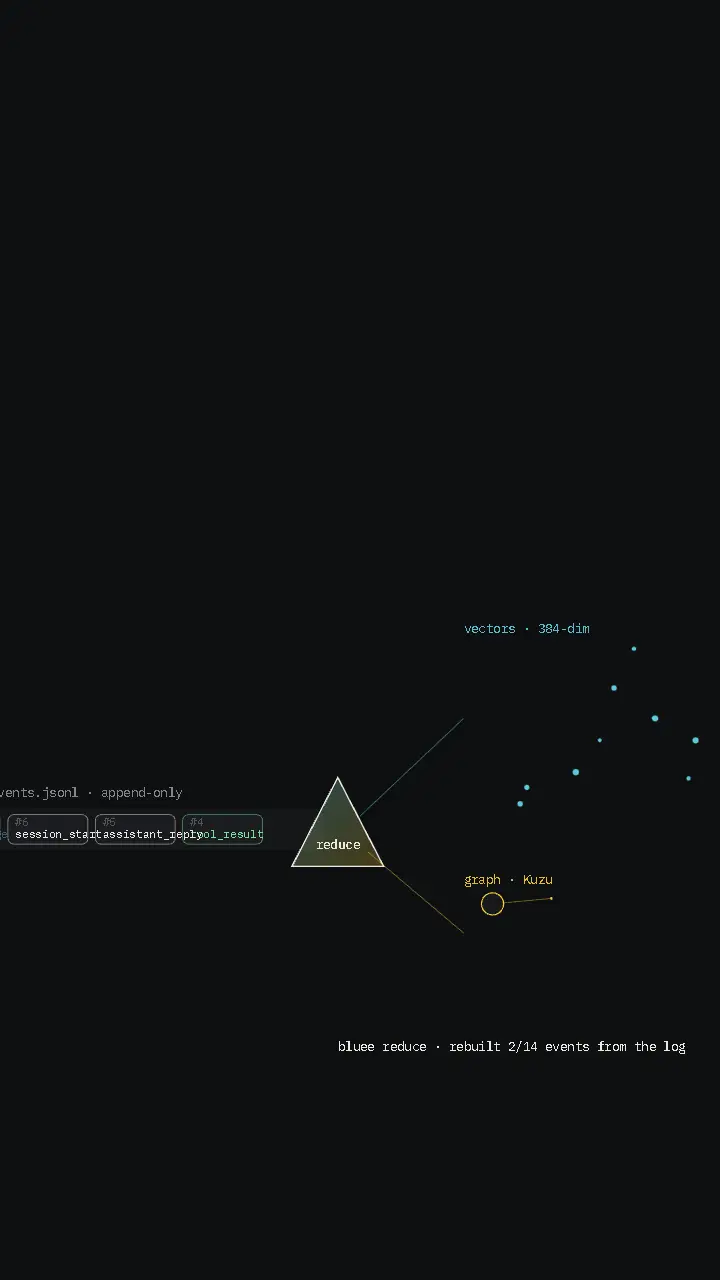 vectors · 384-dim
vents.jsonl · append-only
#6 #5 #4
session_start assistant_reply tool_result
reduce
graph · Kuzu
bluee reduce · rebuilt 2/14 events from the log